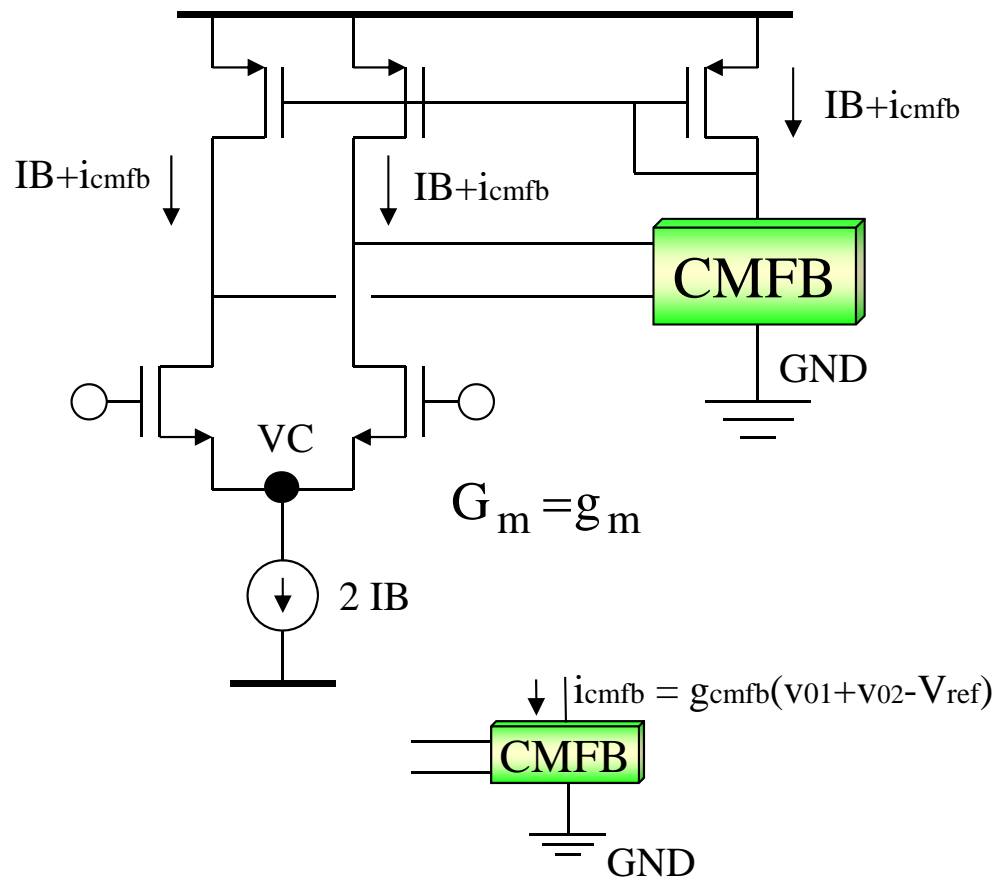 IB+icmfb
IB+icmfb
IB+icmfb
CMFB
GND
VC
Gm=gm
2 IB
icmfb = gcmfb(v01+v02-Vref)
CMFB
GND